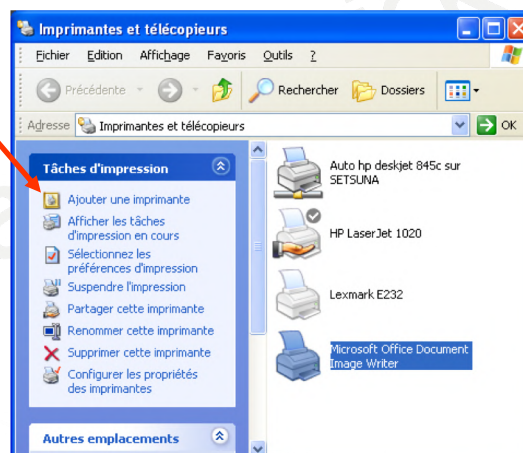 Imprimantes et télécopieurs
Fichier Edition Affichage Favoris Outils ?
Précédente Rechercher Dossiers
Adresse Imprimantes et télécopieurs OK
Tâches d'impression
Ajouter une imprimante
Afficher les tâches
d'impression en cours
Sélectionnez les
préférences d'impression
Suspendre l'impression
Partager cette imprimante
Renommer cette imprimante
Supprimer cette imprimante
Configurer les propriétés
des imprimantes
Autres emplacements
Auto hp deskjet 845c sur
SETSUNA
HP LaserJet 1020
Lexmark E232
Microsoft Office Document
Image Writer